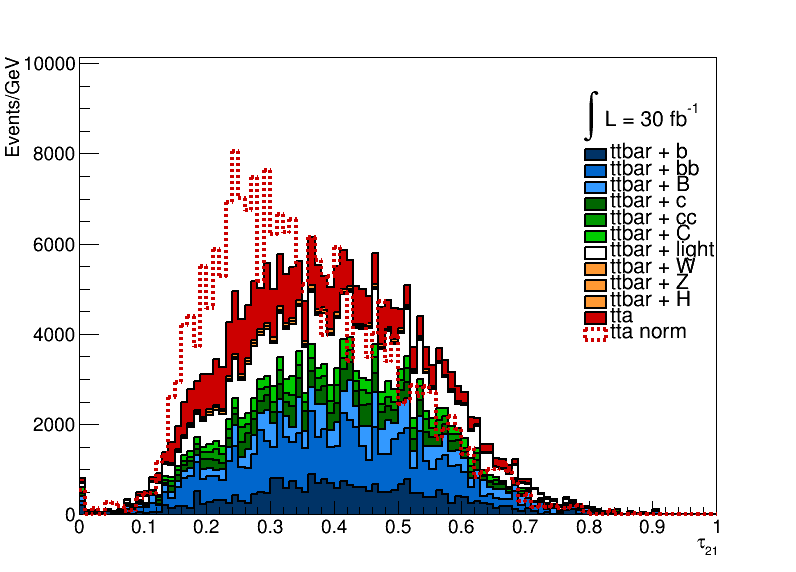 Events/GeV
10000
8000
6000
4000
2000
0
∫ L = 30 fb⁻¹
ttbar + b
ttbar + bb
ttbar + B
ttbar + c
ttbar + cc
ttbar + C
ttbar + light
ttbar + W
ttbar + Z
ttbar + H
tta
tta norm
0 0.1 0.2 0.3 0.4 0.5 0.6 0.7 0.8 0.9 1
τ₂₁